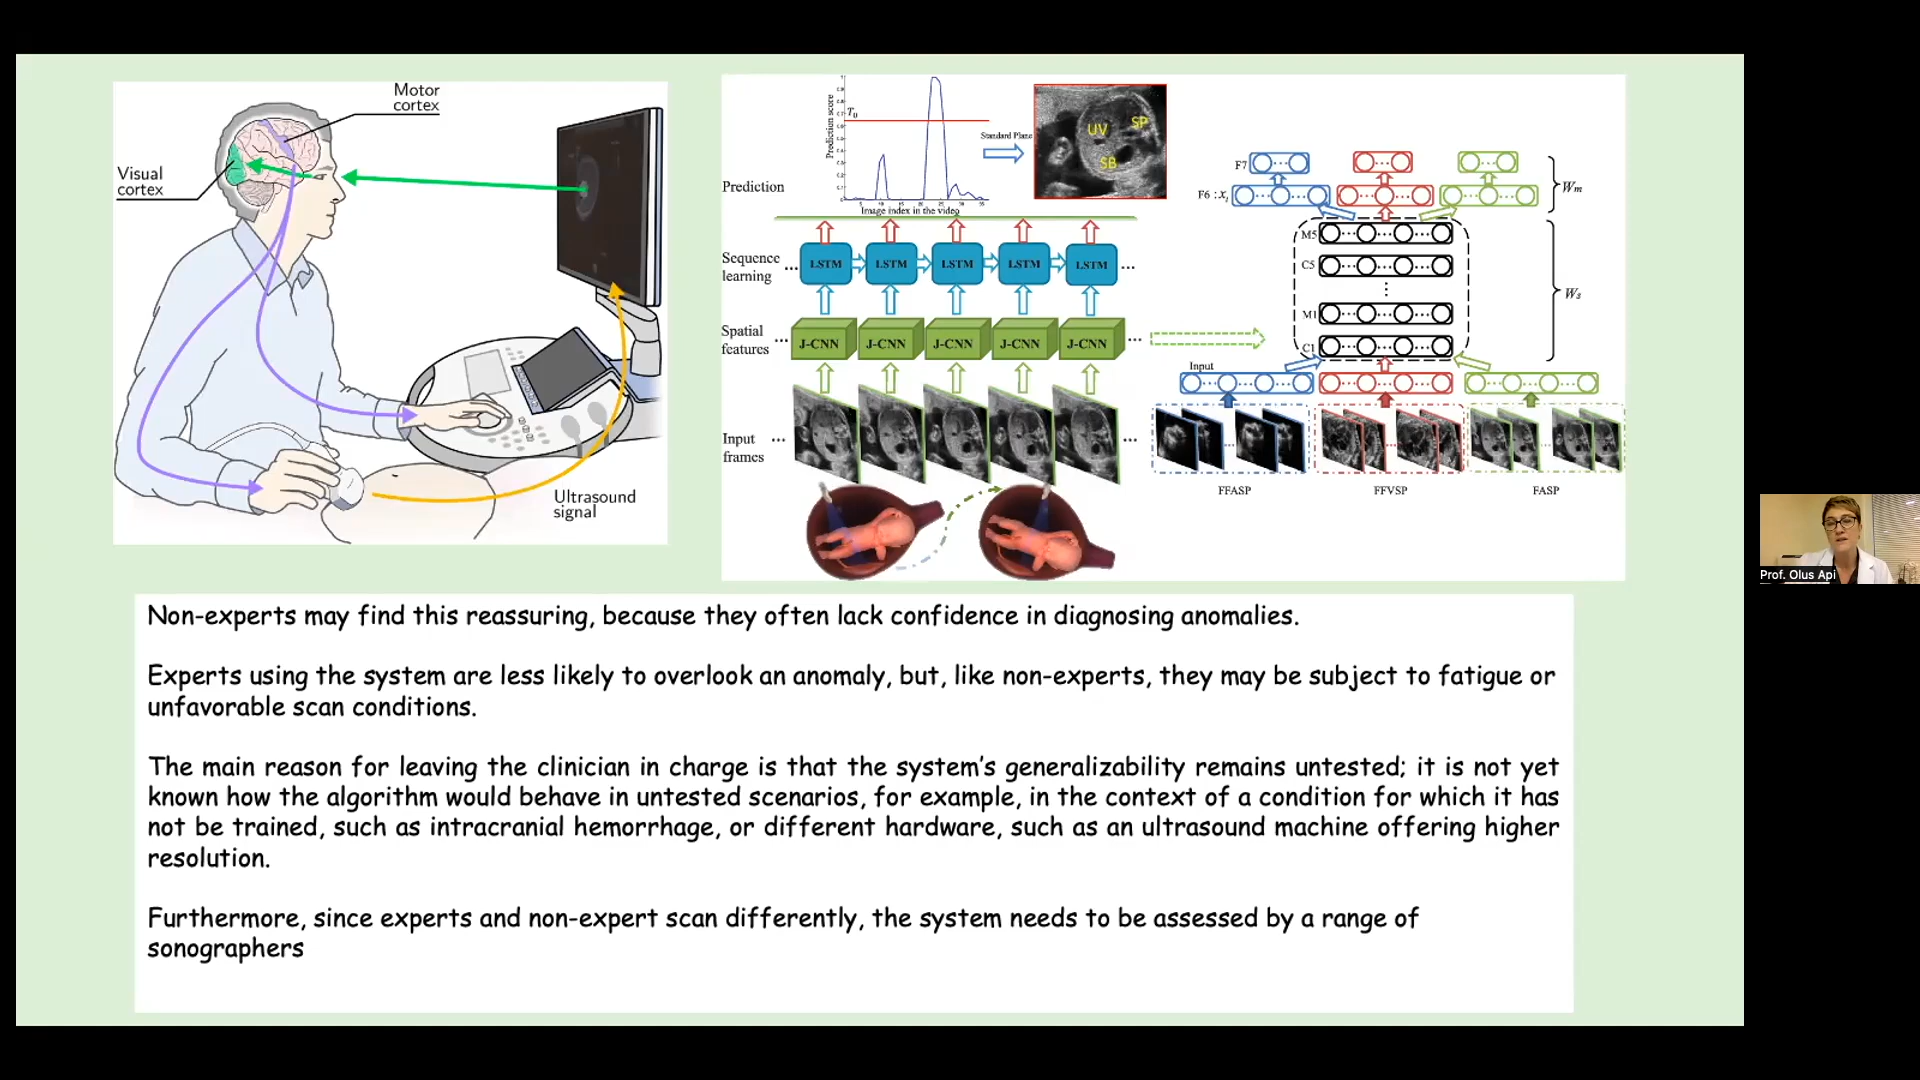 Motor
cortex
Visual
cortex
Ultrasound
signal
Prediction score
T0
Image index in the video
Standard Plane
UV
SP
SB
Prediction
Sequence
learning
...
LSTM
LSTM
LSTM
LSTM
LSTM
...
Spatial
features
...
J-CNN
J-CNN
J-CNN
J-CNN
J-CNN
...
Input
frames
...
...
F7
F6 : xi
Wm
M5
C5
M1
C1
Ws
Input
FFASP
FFVSP
FASP
Prof. Olus Api
Non-experts may find this reassuring, because they often lack confidence in diagnosing anomalies.
Experts using the system are less likely to overlook an anomaly, but, like non-experts, they may be subject to fatigue or
unfavorable scan conditions.
The main reason for leaving the clinician in charge is that the system's generalizability remains untested; it is not yet
known how the algorithm would behave in untested scenarios, for example, in the context of a condition for which it has
not be trained, such as intracranial hemorrhage, or different hardware, such as an ultrasound machine offering higher
resolution.
Furthermore, since experts and non-expert scan differently, the system needs to be assessed by a range of
sonographers